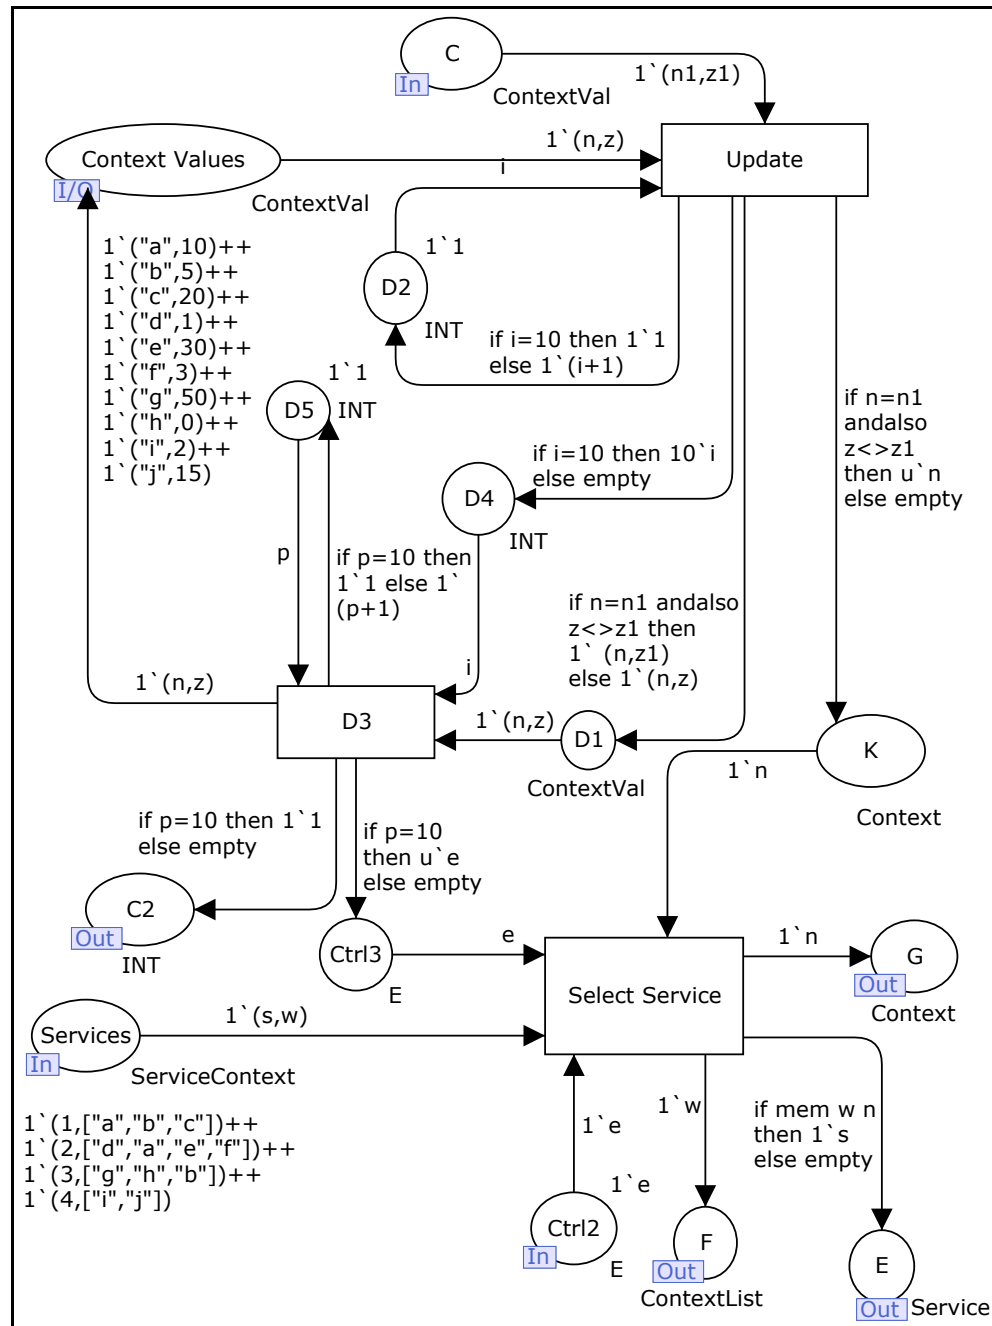 C
In
1`(n1,z1)
ContextVal
Context Values
I/O
1`(n,z)
Update
i
ContextVal
1`("a",10)++
1`("b",5)++
1`("c",20)++
1`("d",1)++
1`("e",30)++
1`("f",3)++
1`("g",50)++
1`("h",0)++
1`("i",2)++
1`("j",15)
1`1
D2
INT
if i=10 then 1`1
else 1`(i+1)
1`1
D5
INT
if n=n1
andalso
z<>z1
then u`n
else empty
if i=10 then 10`i
else empty
D4
INT
p
if p=10 then
1`1 else 1`
(p+1)
if n=n1 andalso
z<>z1 then
1` (n,z1)
else 1`(n,z)
i
1`(n,z)
D3
1`(n,z)
D1
ContextVal
K
1`n
Context
if p=10 then 1`1
else empty
if p=10
then u`e
else empty
C2
Out
INT
Ctrl3
E
e
Select Service
1`n
G
Out
Context
Services
In
1`(s,w)
ServiceContext
1`(1,["a","b","c"])++
1`(2,["d","a","e","f"])++
1`(3,["g","h","b"])++
1`(4,["i","j"])
1`e
1`w
if mem w n
then 1`s
else empty
1`e
Ctrl2
In
E
F
Out
ContextList
E
Out
Service